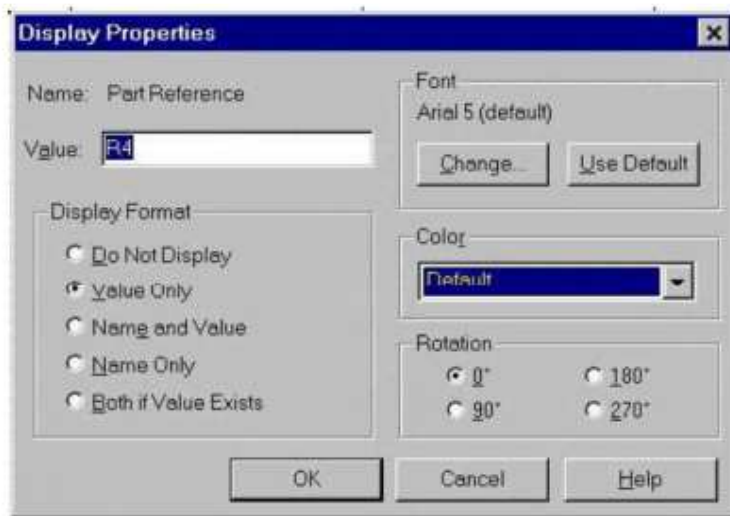 Display Properties
Name: Part Reference
Value: R4
Display Format
Do Not Display
Value Only
Name and Value
Name Only
Both if Value Exists
Font
Arial 5 (default)
Change...
Use Default
Color
Default
Rotation
0°
180°
90°
270°
OK
Cancel
Help